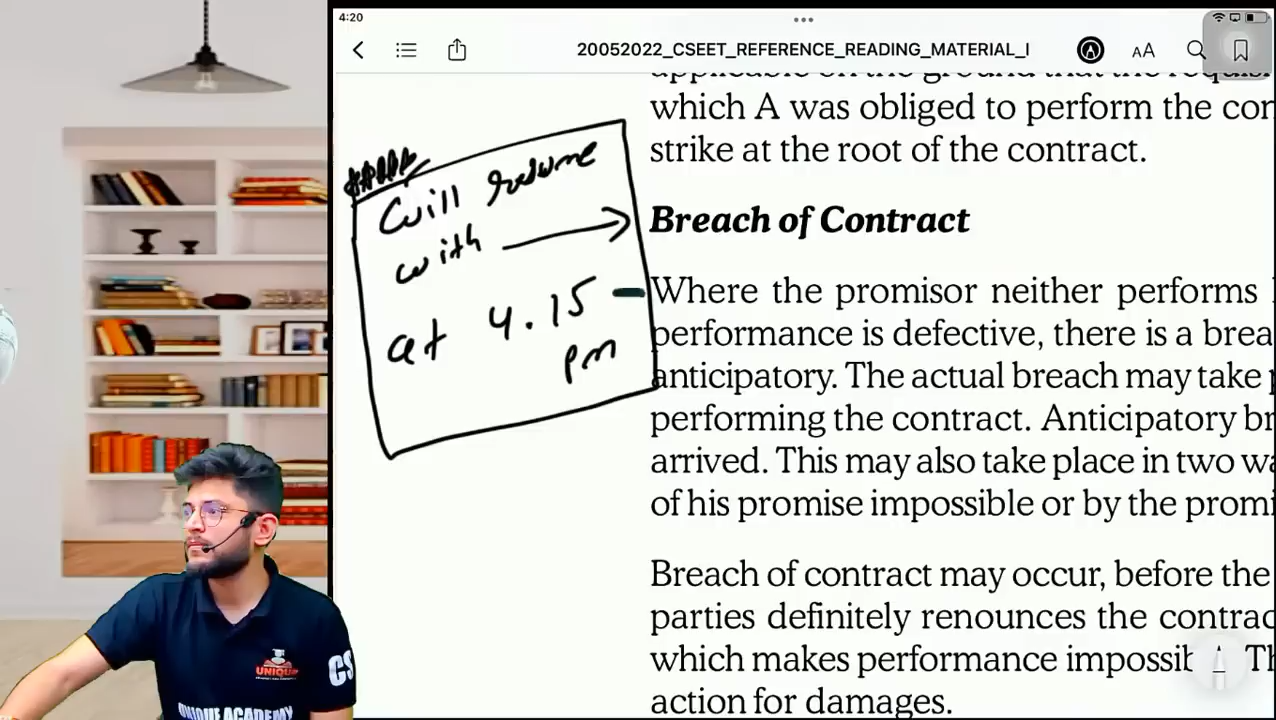 4:20
20052022_CSEET_REFERENCE_READING_MATERIAL_I
AA
which A was obliged to perform the con
strike at the root of the contract.
will resume
with
at 4.15
pm
Breach of Contract
Where the promisor neither performs
performance is defective, there is a brea
anticipatory. The actual breach may take p
performing the contract. Anticipatory br
arrived. This may also take place in two wa
of his promise impossible or by the promi
Breach of contract may occur, before the
parties definitely renounces the contrac
which makes performance impossib Th
action for damages.
UNIQUE
CS
UNIQUE ACADEMY